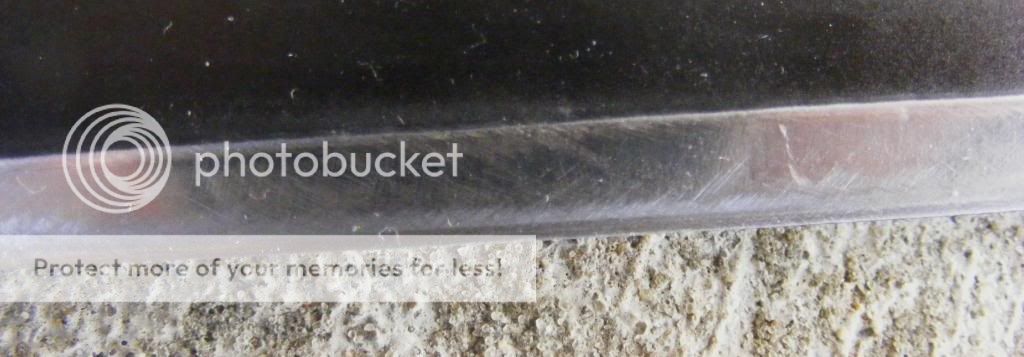 photobucket
Protect more of your memories for less!